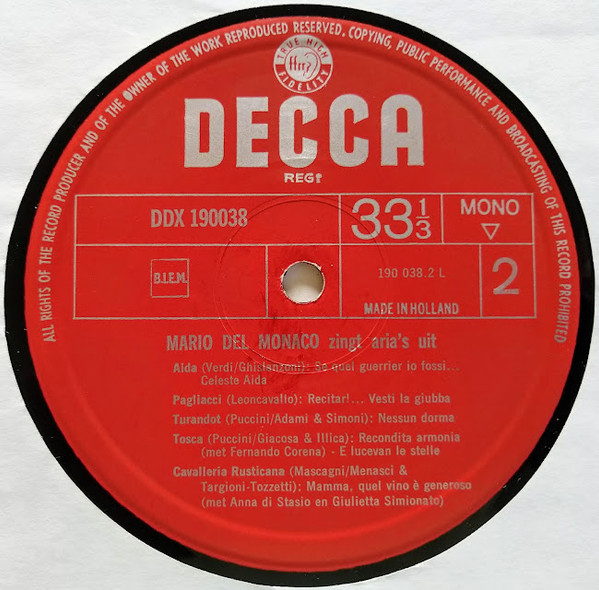 ALL RIGHTS OF THE RECORD PRODUCER AND OF THE OWNER OF THE WORK REPRODUCED RESERVED. COPYING, PUBLIC PERFORMANCE AND BROADCASTING OF THIS RECORD PROHIBITED
TRUE HIGH
FIDELITY
DECCA
REGD
DDX 190038
33 1/3
MONO
▽
B.I.E.M.
190 038.2 L
MADE IN HOLLAND
2
MARIO DEL MONACO zingt aria's uit
Aida (Verdi/Ghislanzoni): Se quel guerrier io fossi...
Celeste Aida
Pagliacci (Leoncavallo): Recitar!... Vesti la giubba
Turandot (Puccini/Adami & Simoni): Nessun dorma
Tosca (Puccini/Giacosa & Illica): Recondita armonia
(met Fernando Corena) - E lucevan le stelle
Cavalleria Rusticana (Mascagni/Menasci &
Targioni-Tozzetti): Mamma, quel vino è generoso
(met Anna di Stasio en Giulietta Simionato)